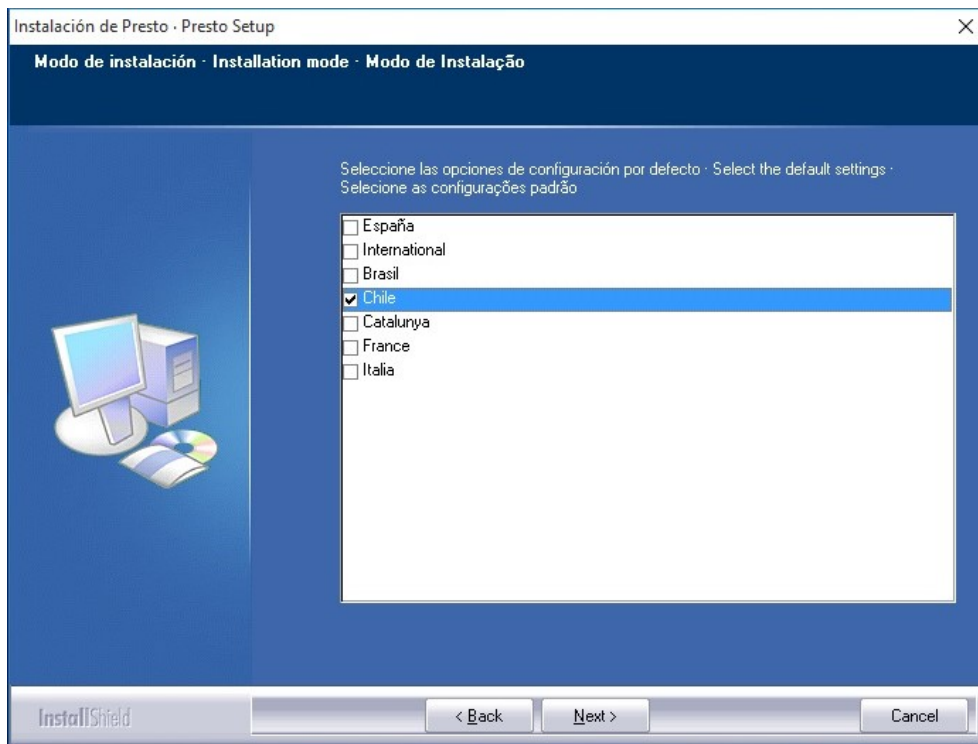 Instalación de Presto · Presto Setup
Modo de instalación · Installation mode · Modo de Instalação
Seleccione las opciones de configuración por defecto · Select the default settings ·
Selecione as configurações padrão
España
International
Brasil
Chile
Catalunya
France
Italia
InstallShield
< Back
Next >
Cancel